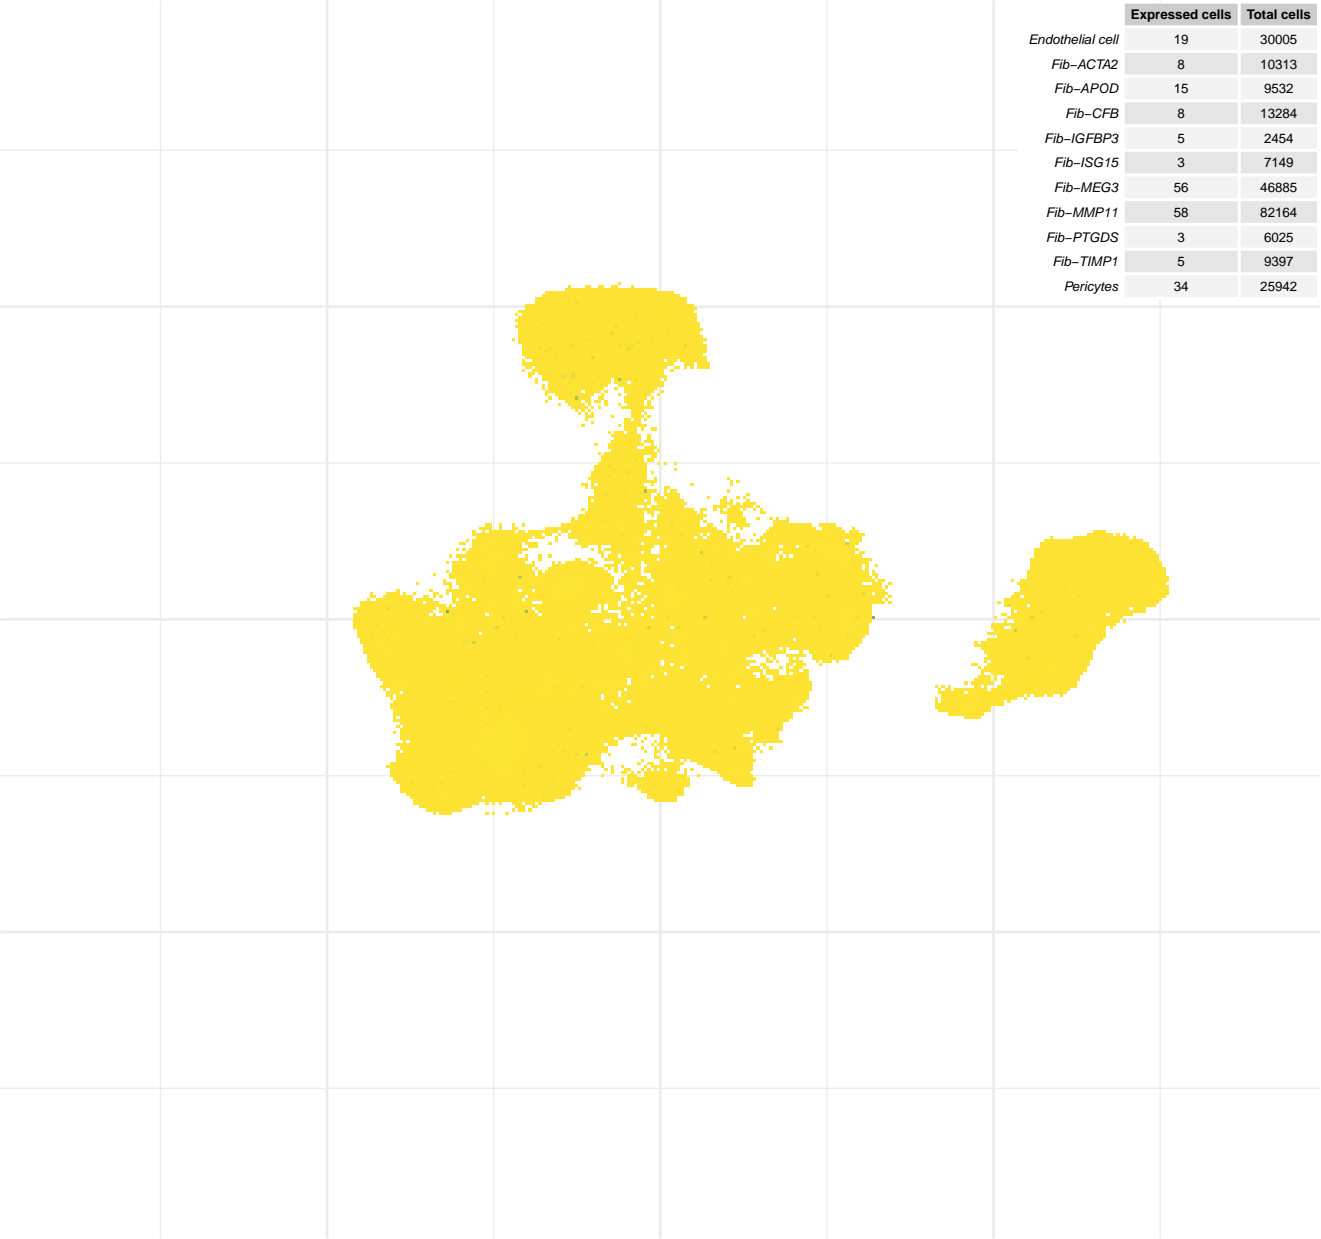 Expressed cells Total cells
Endothelial cell 19 30005
Fib−ACTA2 8 10313
Fib−APOD 15 9532
Fib−CFB 8 13284
Fib−IGFBP3 5 2454
Fib−ISG15 3 7149
Fib−MEG3 56 46885
Fib−MMP11 58 82164
Fib−PTGDS 3 6025
Fib−TIMP1 5 9397
Pericytes 34 25942